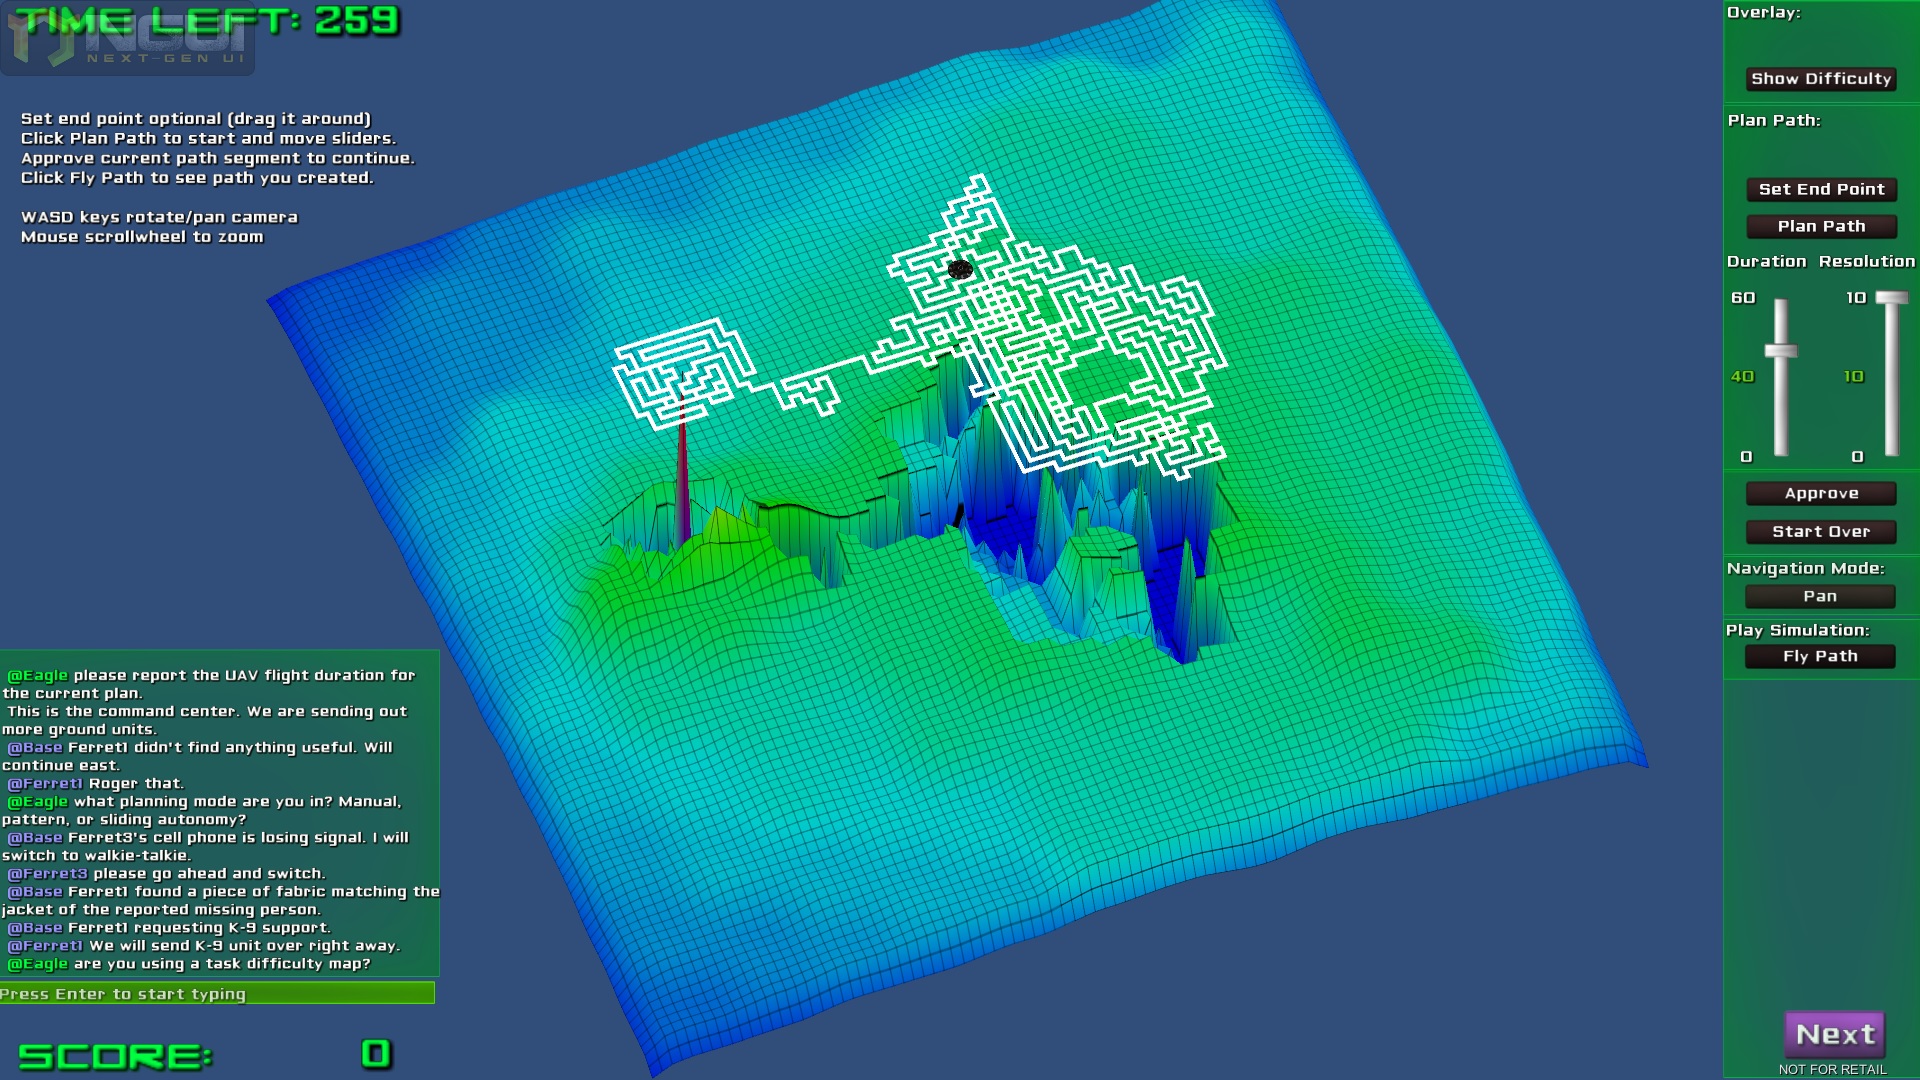 TIME LEFT: 259
NGUI
NEXT-GEN UI
Set end point optional (drag it around)
Click Plan Path to start and move sliders.
Approve current path segment to continue.
Click Fly Path to see path you created.
WASD keys rotate/pan camera
Mouse scrollwheel to zoom
@Eagle please report the UAV flight duration for
the current plan.
This is the command center. We are sending out
more ground units.
@Base Ferret1 didn't find anything useful. Will
continue east.
@Ferret1 Roger that.
@Eagle what planning mode are you in? Manual,
pattern, or sliding autonomy?
@Base Ferret3's cell phone is losing signal. I will
switch to walkie-talkie.
@Ferret3 please go ahead and switch.
@Base Ferret1 found a piece of fabric matching the
jacket of the reported missing person.
@Base Ferret1 requesting K-9 support.
@Ferret1 We will send K-9 unit over right away.
@Eagle are you using a task difficulty map?
Press Enter to start typing
SCORE: 0
Overlay:
Show Difficulty
Plan Path:
Set End Point
Plan Path
Duration Resolution
60 10
40 10
0 0
Approve
Start Over
Navigation Mode:
Pan
Play Simulation:
Fly Path
Next
NOT FOR RETAIL